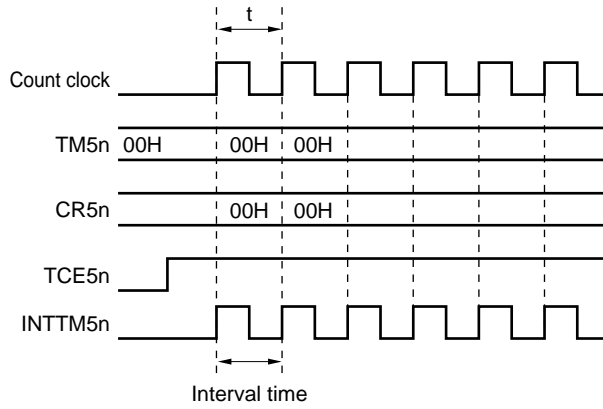 t
Count clock
TM5n 00H 00H 00H
CR5n 00H 00H
TCE5n
INTTM5n
Interval time